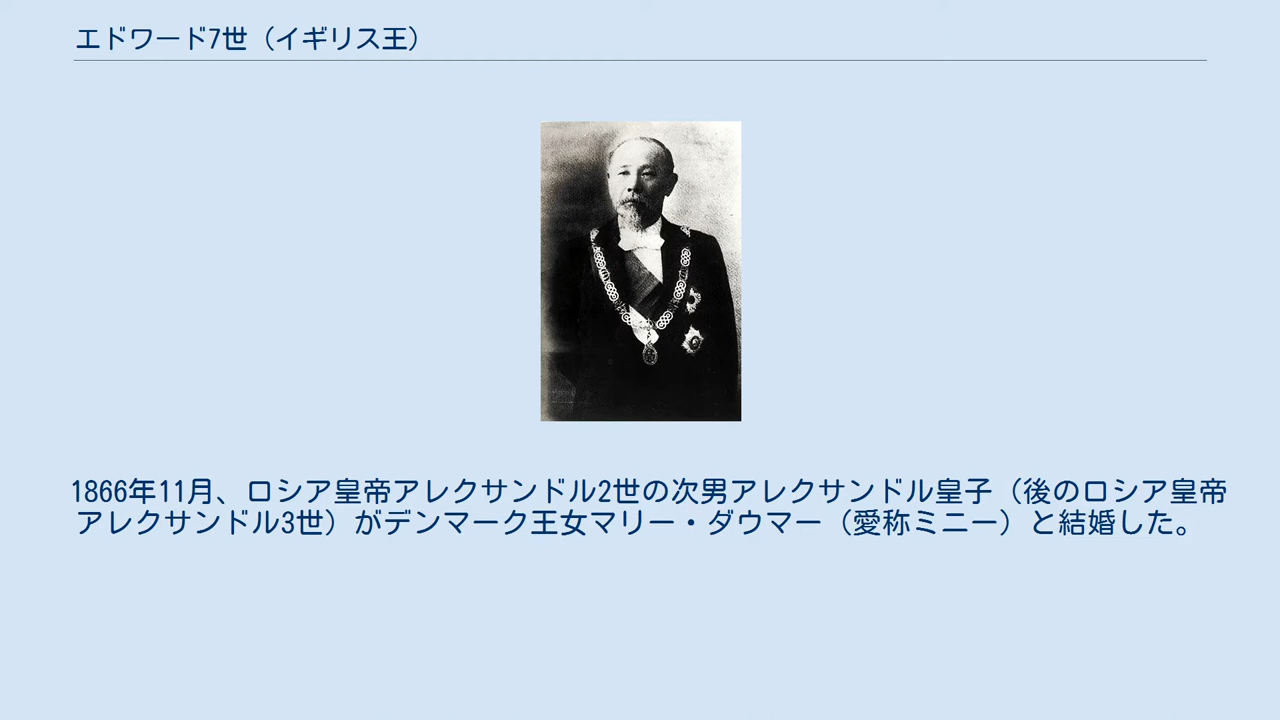 エドワード7世（イギリス王）
1866年11月、ロシア皇帝アレクサンドル2世の次男アレクサンドル皇子（後のロシア皇帝
アレクサンドル3世）がデンマーク王女マリー・ダウマー（愛称ミニー）と結婚した。